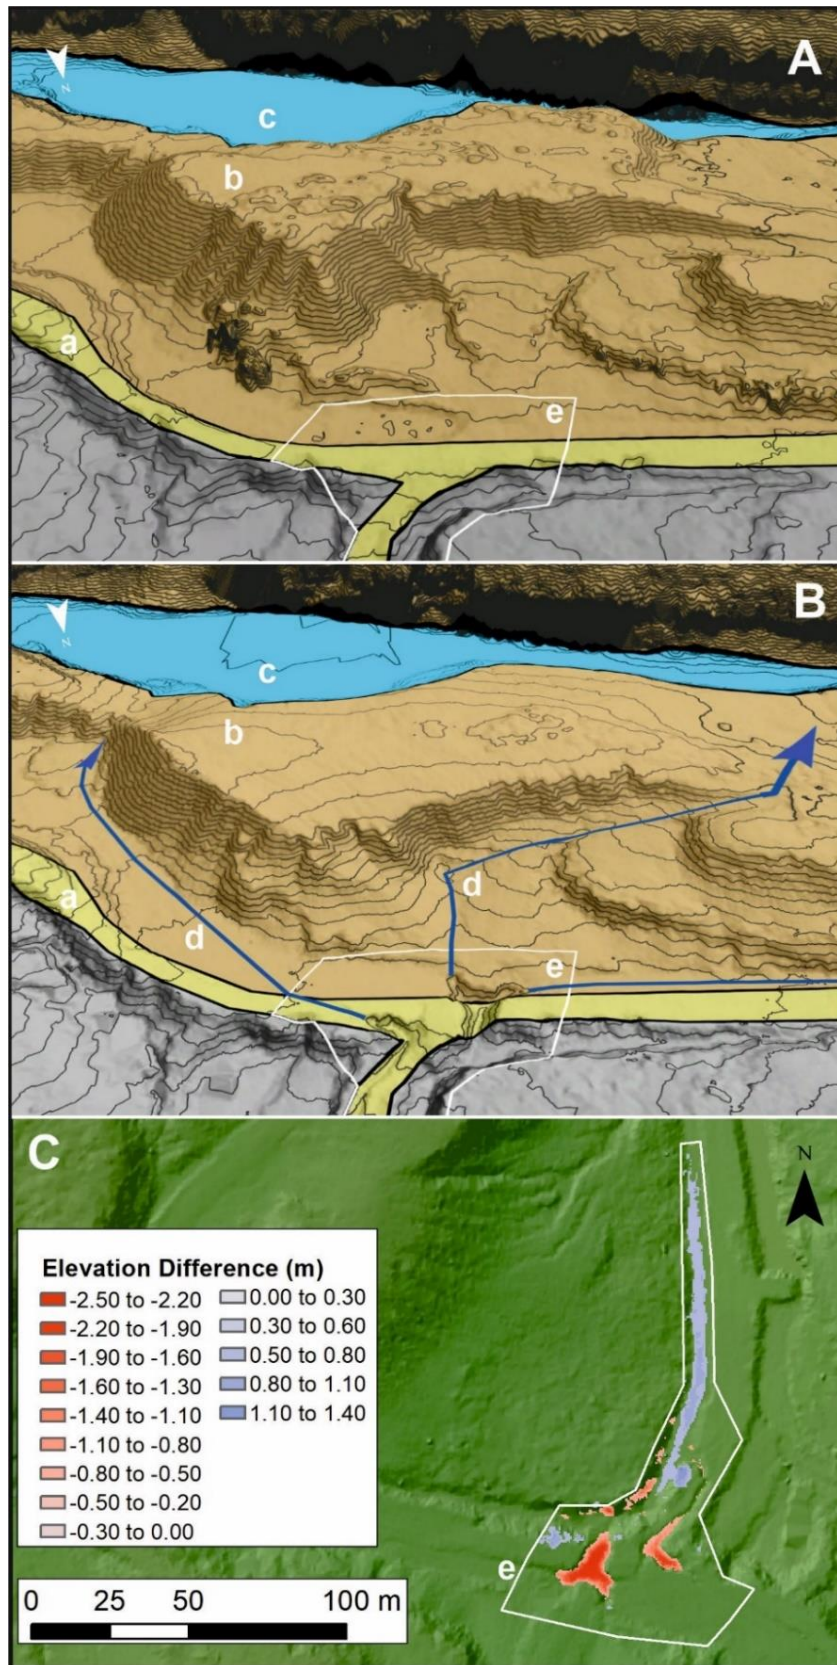 A
N
c
b
a
e
B
N
c
b
a
d
d
e
C
N
Elevation Difference (m)
-2.50 to -2.20
-2.20 to -1.90
-1.90 to -1.60
-1.60 to -1.30
-1.40 to -1.10
-1.10 to -0.80
-0.80 to -0.50
-0.50 to -0.20
-0.30 to 0.00
0.00 to 0.30
0.30 to 0.60
0.50 to 0.80
0.80 to 1.10
1.10 to 1.40
e
0 25 50 100 m